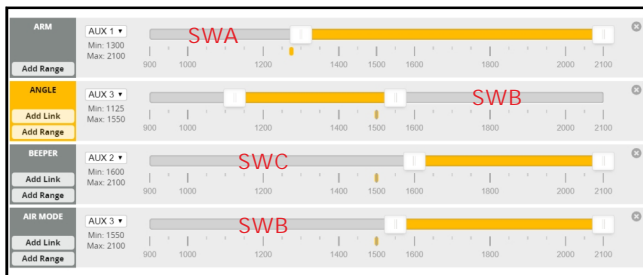 ARM
AUX 1 ▾
SWA
Min: 1300
Max: 2100
Add Range
900 1000 1200 1400 1500 1600 1800 2000 2100
ANGLE
AUX 3 ▾
SWB
Min: 1125
Max: 1550
Add Link
Add Range
900 1000 1200 1400 1500 1600 1800 2000 2100
BEEPER
AUX 2 ▾
SWC
Min: 1600
Max: 2100
Add Link
Add Range
900 1000 1200 1400 1500 1600 1800 2000 2100
AIR MODE
AUX 3 ▾
SWB
Min: 1550
Max: 2100
Add Link
Add Range
900 1000 1200 1400 1500 1600 1800 2000 2100